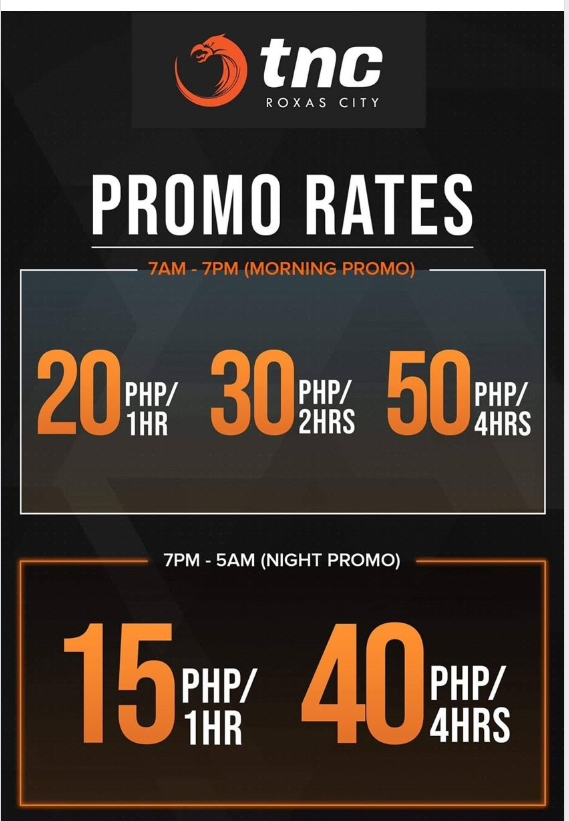 tnc
ROXAS CITY
PROMO RATES
7AM - 7PM (MORNING PROMO)
20 PHP/
1HR
30 PHP/
2HRS
50 PHP/
4HRS
7PM - 5AM (NIGHT PROMO)
15 PHP/
1HR
40 PHP/
4HRS